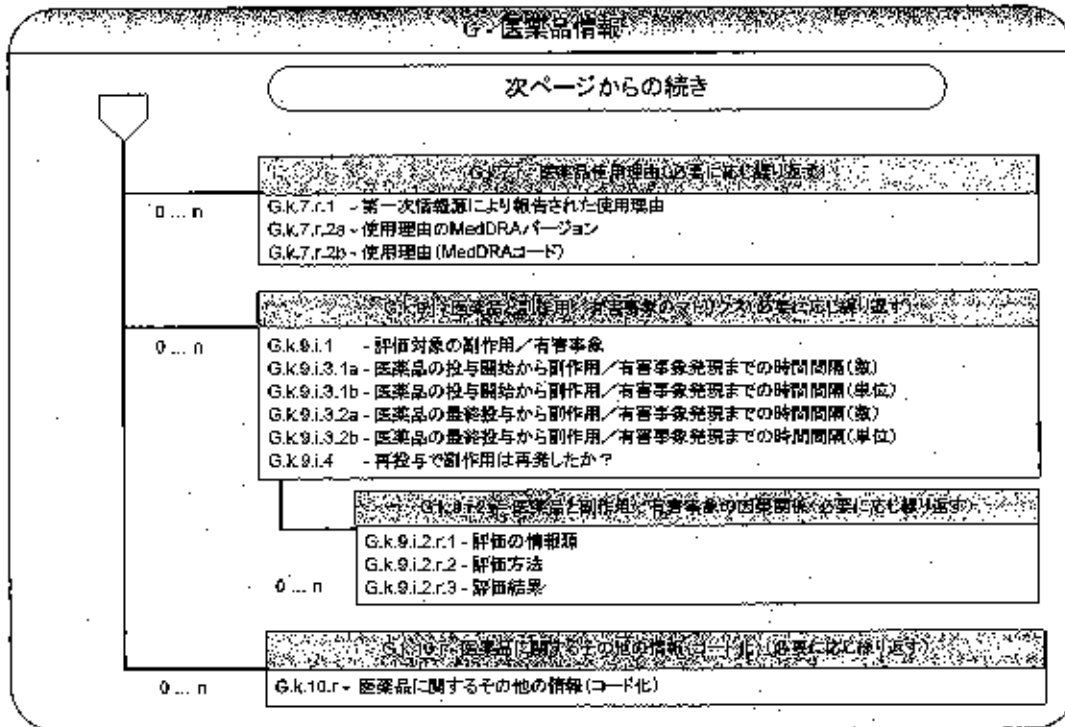 G - 医薬品情報
次ページからの続き
G.k.7.r - 医薬品使用理由(必要に応じ繰り返す)
0 ... n
G.k.7.r.1 - 第一次情報源により報告された使用理由
G.k.7.r.2a - 使用理由のMedDRAバージョン
G.k.7.r.2b - 使用理由(MedDRAコード)
G.k.9.i - 医薬品と副作用/有害事象のマトリクス(必要に応じ繰り返す)
0 ... n
G.k.9.i.1 - 評価対象の副作用/有害事象
G.k.9.i.3.1a - 医薬品の投与開始から副作用/有害事象発現までの時間間隔(数)
G.k.9.i.3.1b - 医薬品の投与開始から副作用/有害事象発現までの時間間隔(単位)
G.k.9.i.3.2a - 医薬品の最終投与から副作用/有害事象発現までの時間間隔(数)
G.k.9.i.3.2b - 医薬品の最終投与から副作用/有害事象発現までの時間間隔(単位)
G.k.9.i.4 - 再投与で副作用は再発したか?
G.k.9.i.2.r - 医薬品と副作用/有害事象の因果関係(必要に応じ繰り返す)
G.k.9.i.2.r.1 - 評価の情報源
G.k.9.i.2.r.2 - 評価方法
G.k.9.i.2.r.3 - 評価結果
0 ... n
G.k.10.r - 医薬品に関するその他の情報(コード化) (必要に応じ繰り返す)
0 ... n
G.k.10.r - 医薬品に関するその他の情報(コード化)